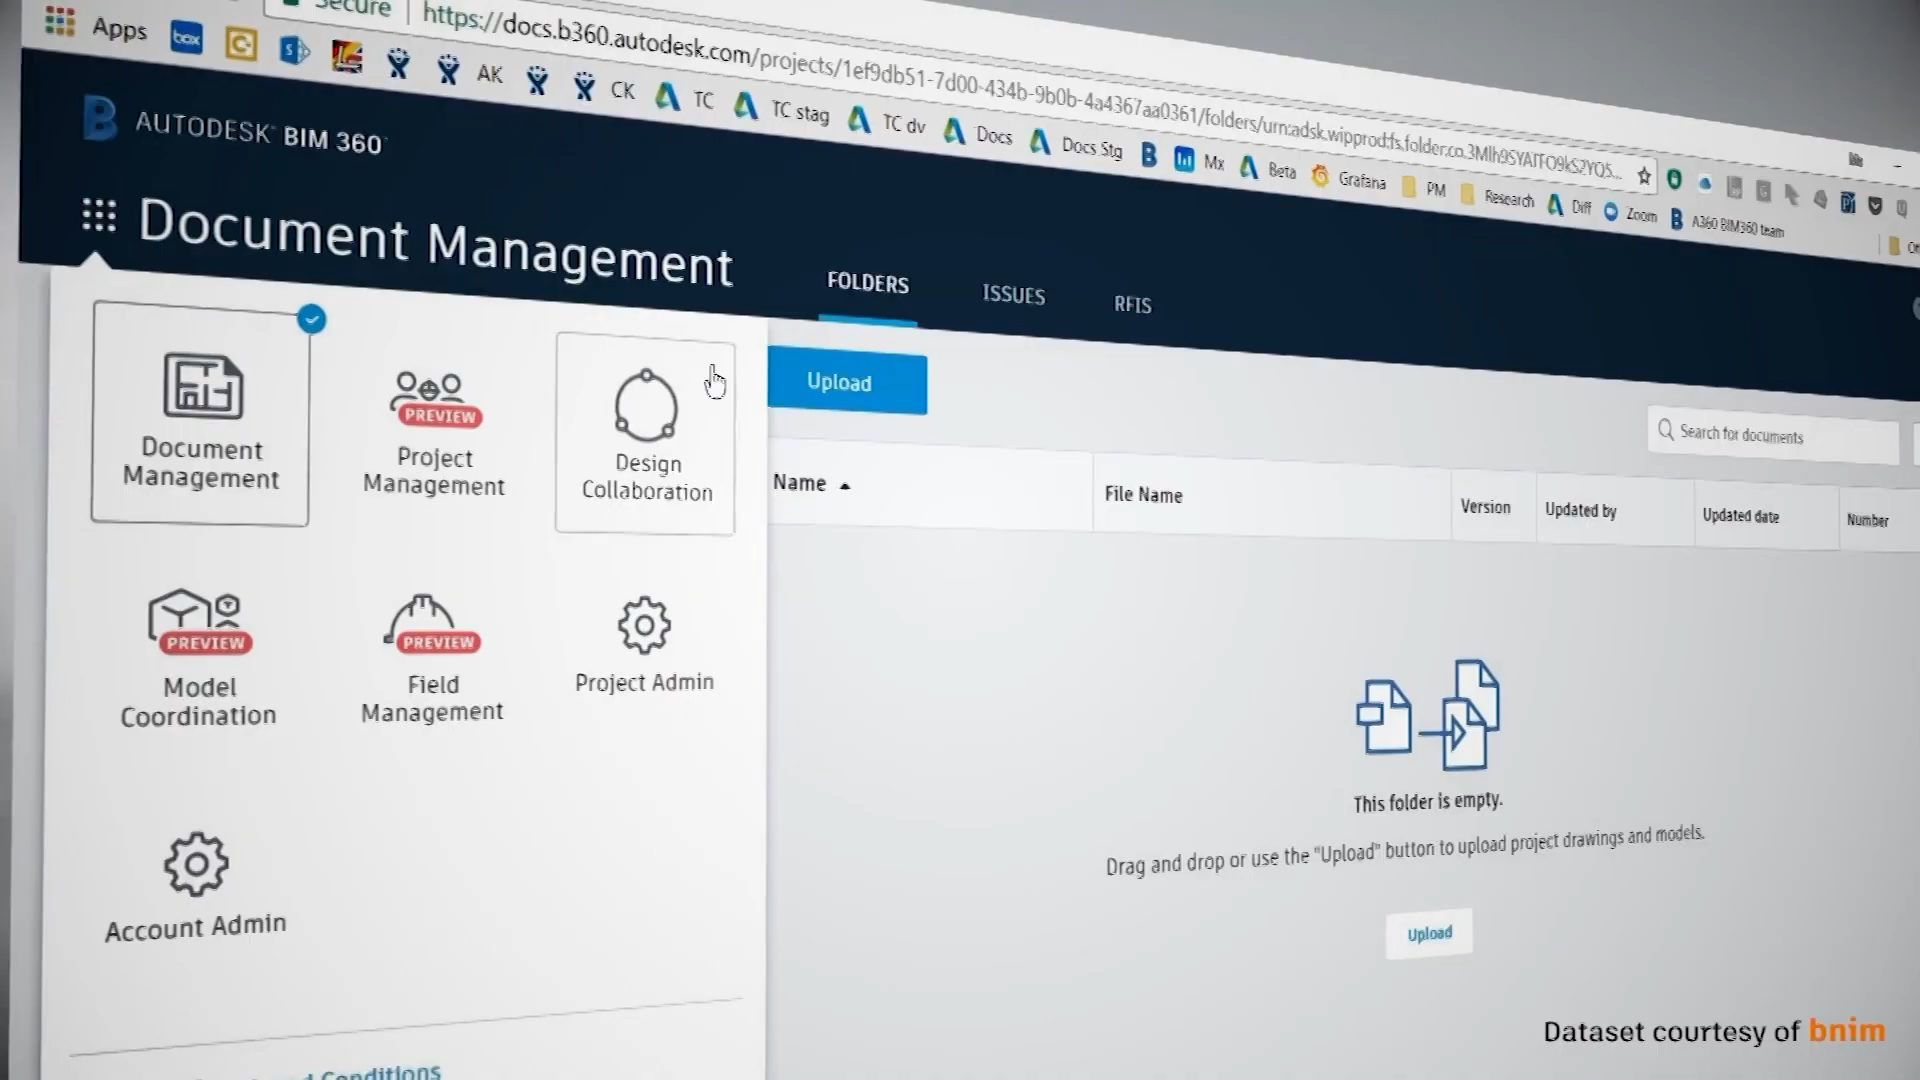 Secure
https://docs.b360.autodesk.com/projects/1ef9db51-7d00-434b-9b0b-4a4367aa0361/folders/urn:adsk.wipprod:fs.folder.co.3Mlh9SYATFO9kS2YQ5...
Apps
box
AK
CK
TC
TC stag
TC dv
Docs
Docs Stg
Mx
Beta
Grafana
PM
Research
Diff
Zoom
A360 BIM360 team
AUTODESK BIM 360
Document Management
FOLDERS
ISSUES
RFIS
Document
Management
PREVIEW
Project
Management
Design
Collaboration
PREVIEW
Model
Coordination
PREVIEW
Field
Management
Project Admin
Account Admin
Conditions
Upload
Search for documents
Name
File Name
Version
Updated by
Updated date
Number
This folder is empty.
Drag and drop or use the "Upload" button to upload project drawings and models.
Upload
Dataset courtesy of bnim